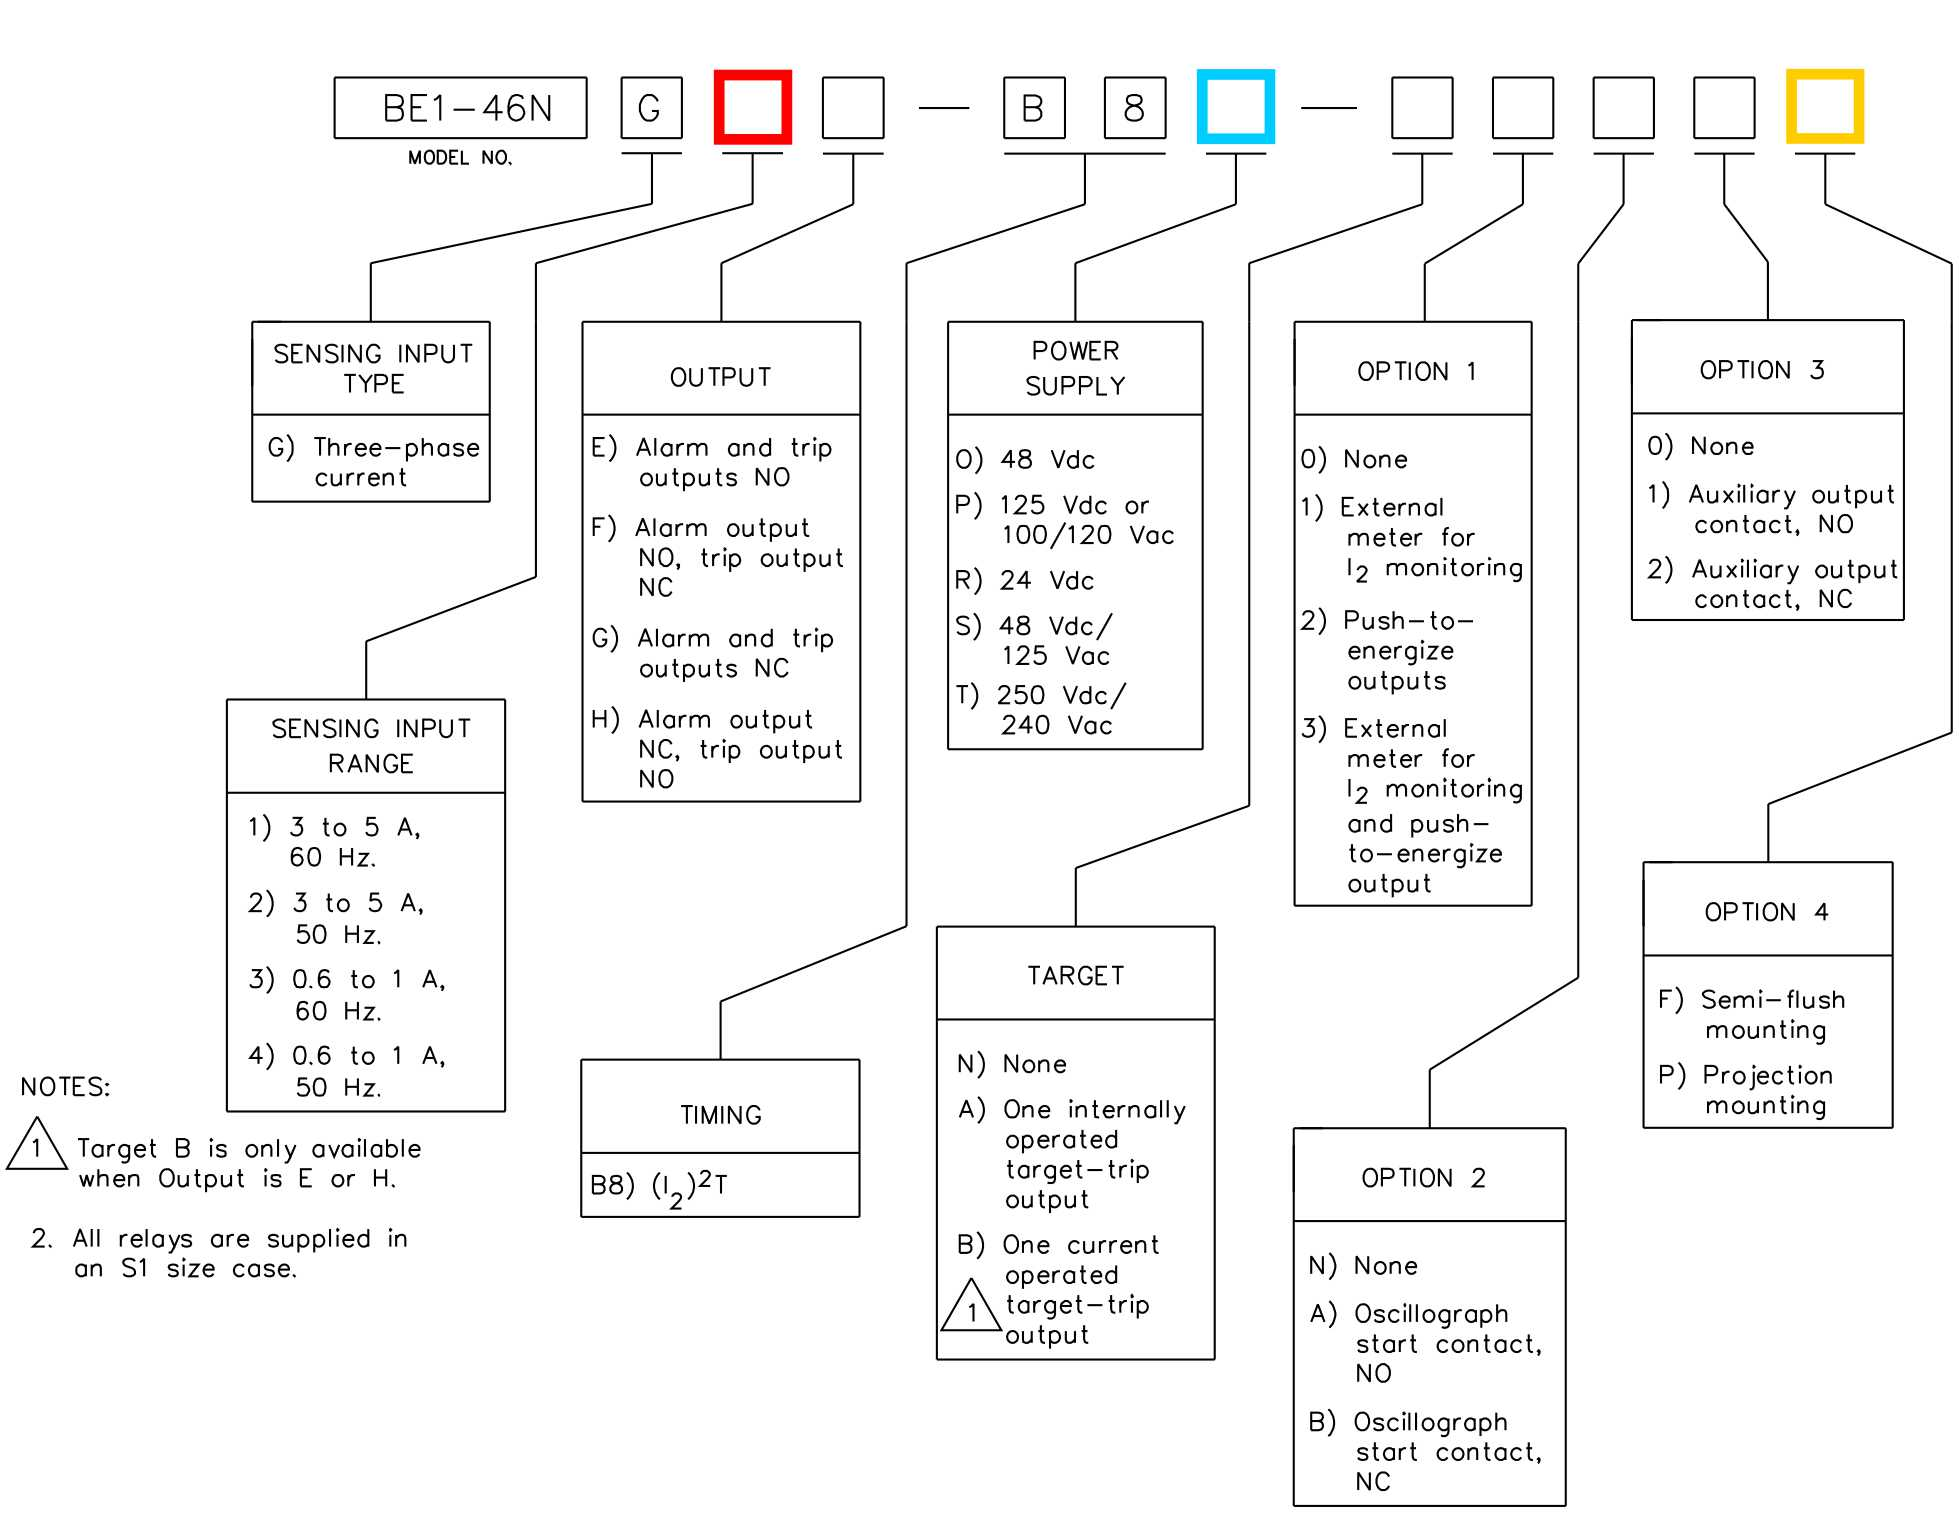 BE1-46N G B 8
MODEL NO.
SENSING INPUT
TYPE
G) Three-phase
current
SENSING INPUT
RANGE
1) 3 to 5 A,
60 Hz.
2) 3 to 5 A,
50 Hz.
3) 0.6 to 1 A,
60 Hz.
4) 0.6 to 1 A,
50 Hz.
OUTPUT
E) Alarm and trip
outputs NO
F) Alarm output
NO, trip output
NC
G) Alarm and trip
outputs NC
H) Alarm output
NC, trip output
NO
TIMING
B8) (I₂)²T
POWER
SUPPLY
O) 48 Vdc
P) 125 Vdc or
100/120 Vac
R) 24 Vdc
S) 48 Vdc/
125 Vac
T) 250 Vdc/
240 Vac
TARGET
N) None
A) One internally
operated
target-trip
output
B) One current
operated
1 target-trip
output
OPTION 1
0) None
1) External
meter for
I₂ monitoring
2) Push-to-
energize
outputs
3) External
meter for
I₂ monitoring
and push-
to-energize
output
OPTION 2
N) None
A) Oscillograph
start contact,
NO
B) Oscillograph
start contact,
NC
OPTION 3
0) None
1) Auxiliary output
contact, NO
2) Auxiliary output
contact, NC
OPTION 4
F) Semi-flush
mounting
P) Projection
mounting
NOTES:
1 Target B is only available
when Output is E or H.
2. All relays are supplied in
an S1 size case.